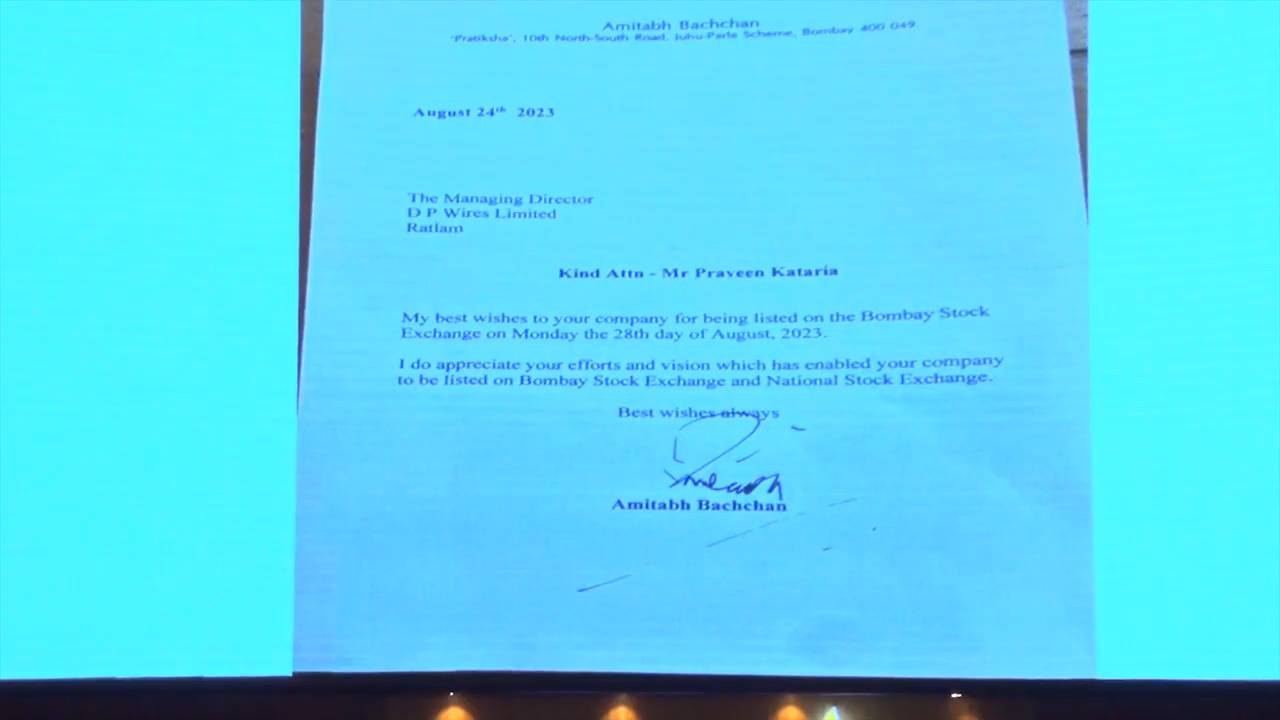 Amitabh Bachchan
'Pratiksha', 10th North-South Road, Juhu-Parle Scheme, Bombay 400 049.
August 24th 2023
The Managing Director
D P Wires Limited
Ratlam
Kind Attn - Mr Praveen Kataria
My best wishes to your company for being listed on the Bombay Stock
Exchange on Monday the 28th day of August, 2023.
I do appreciate your efforts and vision which has enabled your company
to be listed on Bombay Stock Exchange and National Stock Exchange.
Best wishes always
Amitabh Bachchan